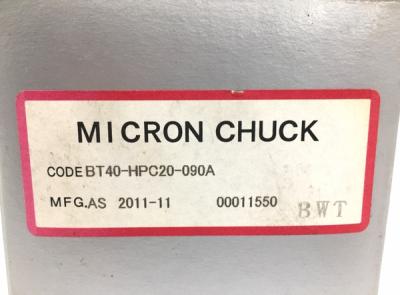 MICRON CHUCK
CODE BT40-HPC20-090A
MFG.AS 2011-11 00011550 BWT